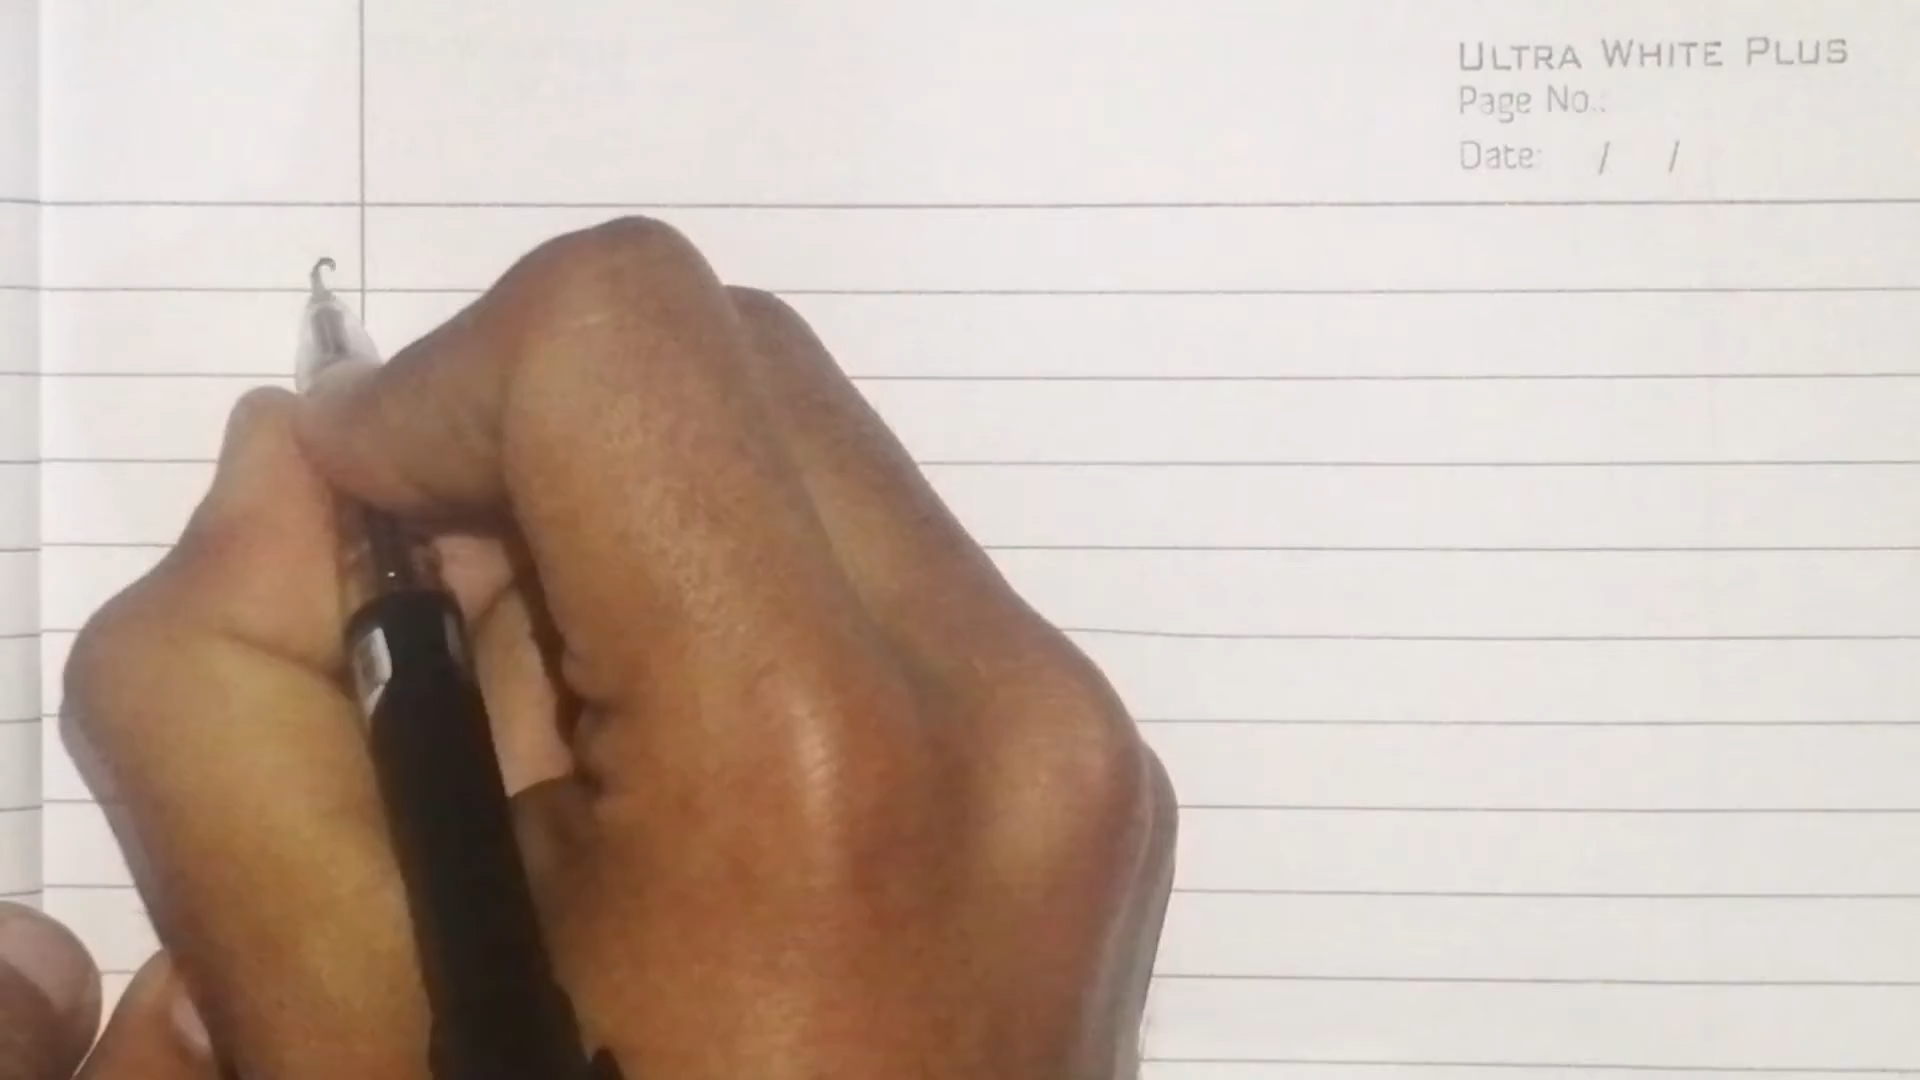 ULTRA WHITE PLUS
Page No.:
Date: / /